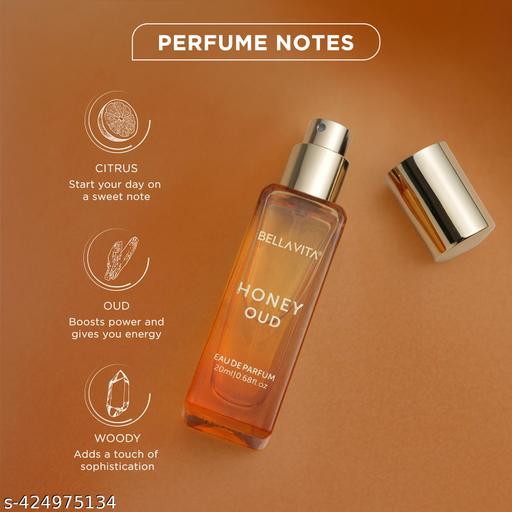 PERFUME NOTES
CITRUS
Start your day on
a sweet note
OUD
Boosts power and
gives you energy
WOODY
Adds a touch of
sophistication
BELLAVITA®
HONEY
OUD
EAU DE PARFUM
20ml|0.68fl.oz
s-424975134